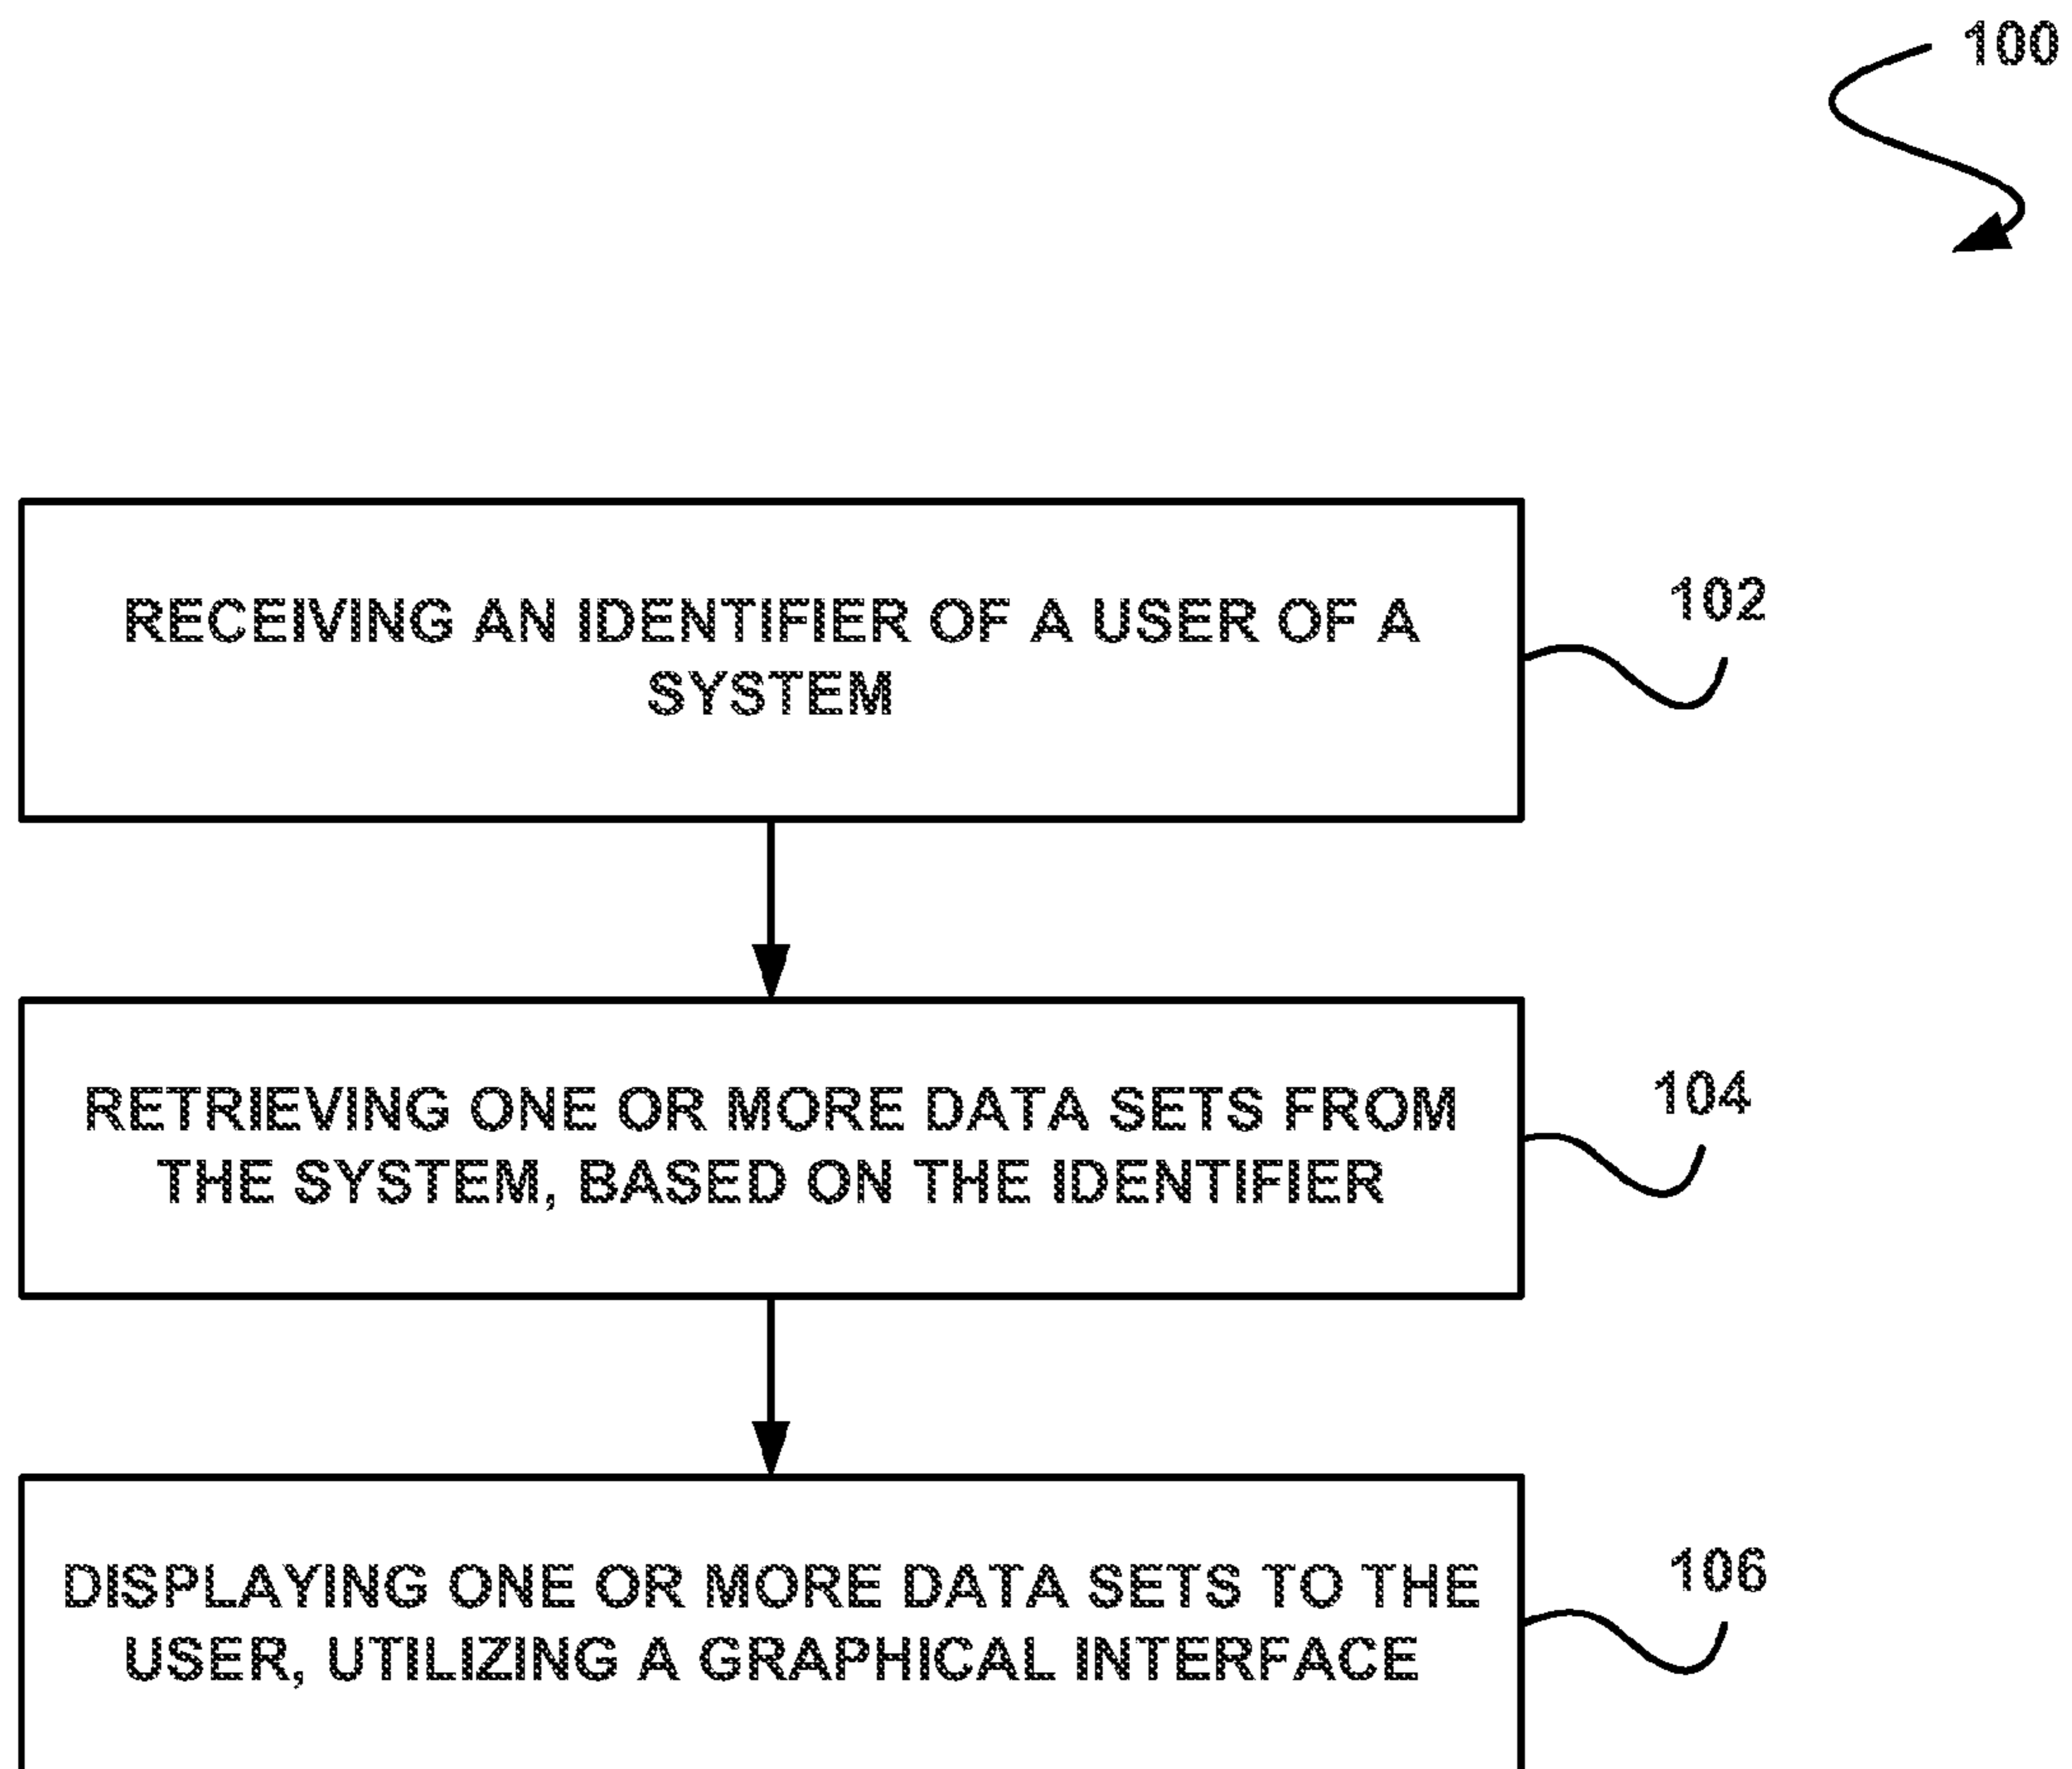 100
RECEIVING AN IDENTIFIER OF A USER OF A
SYSTEM
102
RETRIEVING ONE OR MORE DATA SETS FROM
THE SYSTEM, BASED ON THE IDENTIFIER
104
DISPLAYING ONE OR MORE DATA SETS TO THE
USER, UTILIZING A GRAPHICAL INTERFACE
106